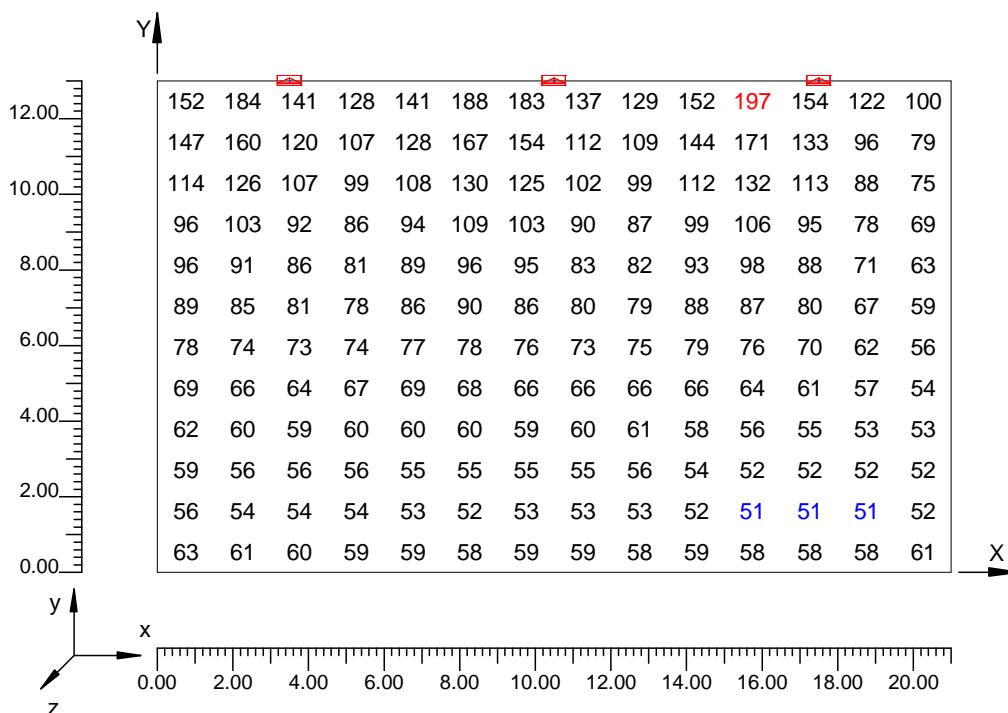 Y
12.00
152 184 141 128 141 188 183 137 129 152 197 154 122 100
147 160 120 107 128 167 154 112 109 144 171 133 96 79
10.00
114 126 107 99 108 130 125 102 99 112 132 113 88 75
96 103 92 86 94 109 103 90 87 99 106 95 78 69
8.00
96 91 86 81 89 96 95 83 82 93 98 88 71 63
89 85 81 78 86 90 86 80 79 88 87 80 67 59
6.00
78 74 73 74 77 78 76 73 75 79 76 70 62 56
69 66 64 67 69 68 66 66 66 66 64 61 57 54
4.00
62 60 59 60 60 60 59 60 61 58 56 55 53 53
59 56 56 56 55 55 55 55 56 54 52 52 52 52
2.00
56 54 54 54 53 52 53 53 53 52 51 51 51 52
63 61 60 59 59 58 59 59 58 59 58 58 58 61
0.00
X
y
x
z
0.00 2.00 4.00 6.00 8.00 10.00 12.00 14.00 16.00 18.00 20.00